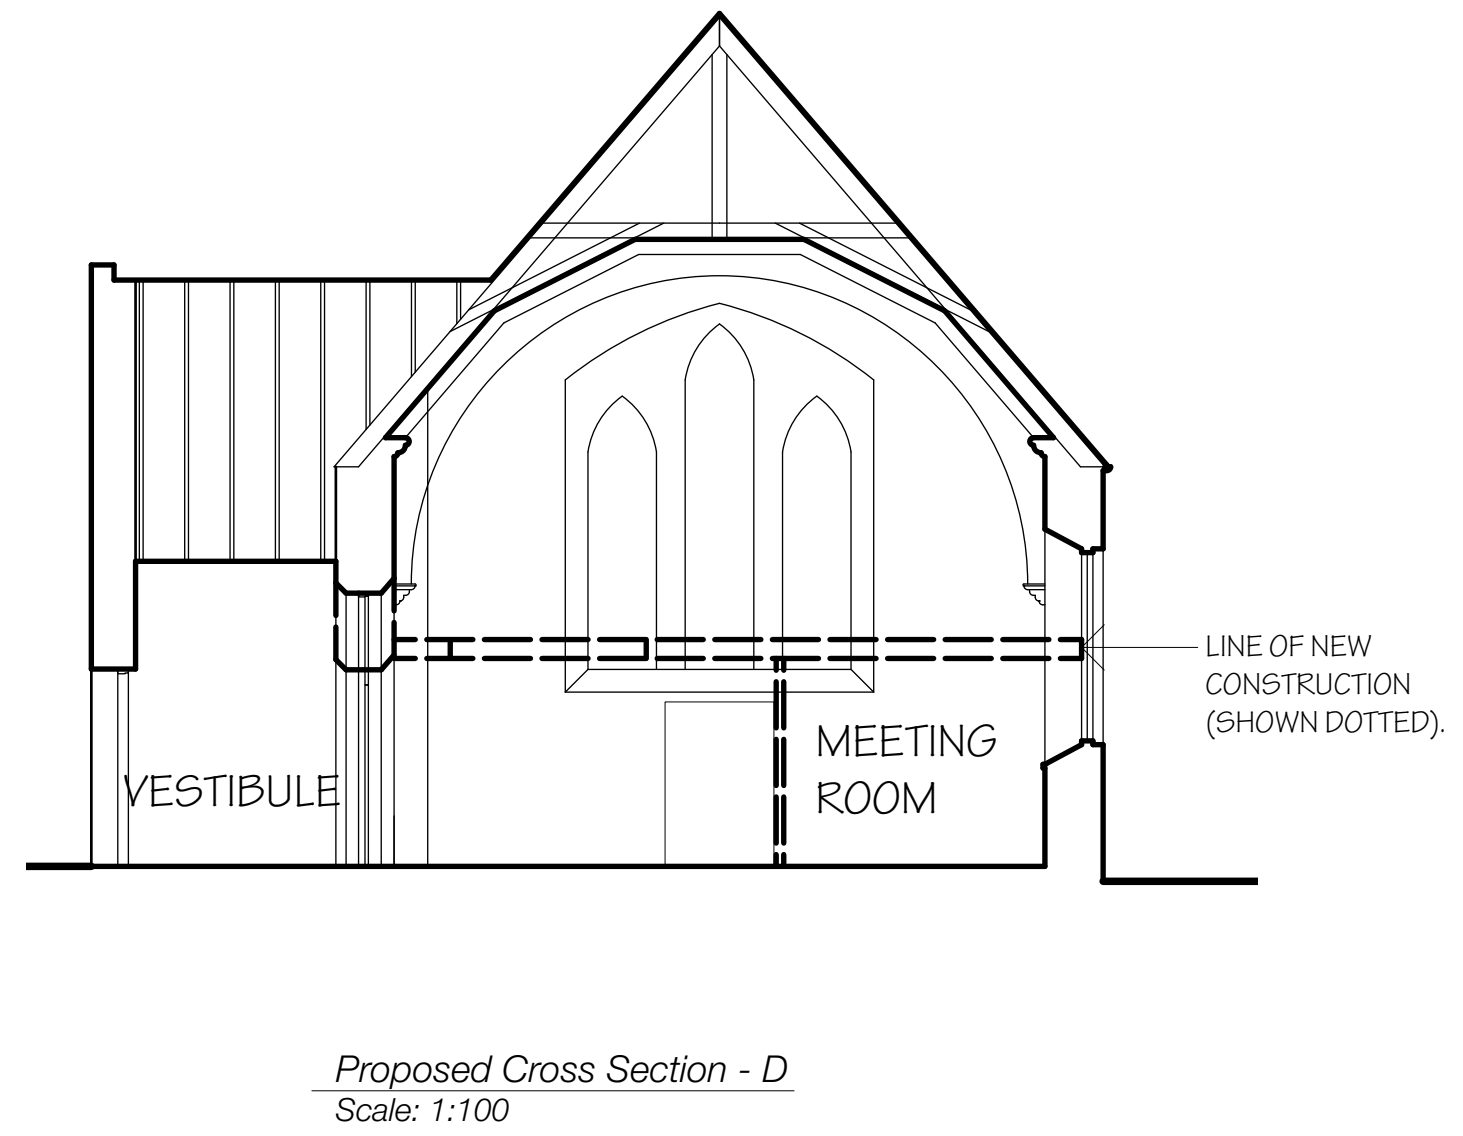 LINE OF NEW
CONSTRUCTION
(SHOWN DOTTED).
MEETING
ROOM
VESTIBULE
Proposed Cross Section - D
Scale: 1:100